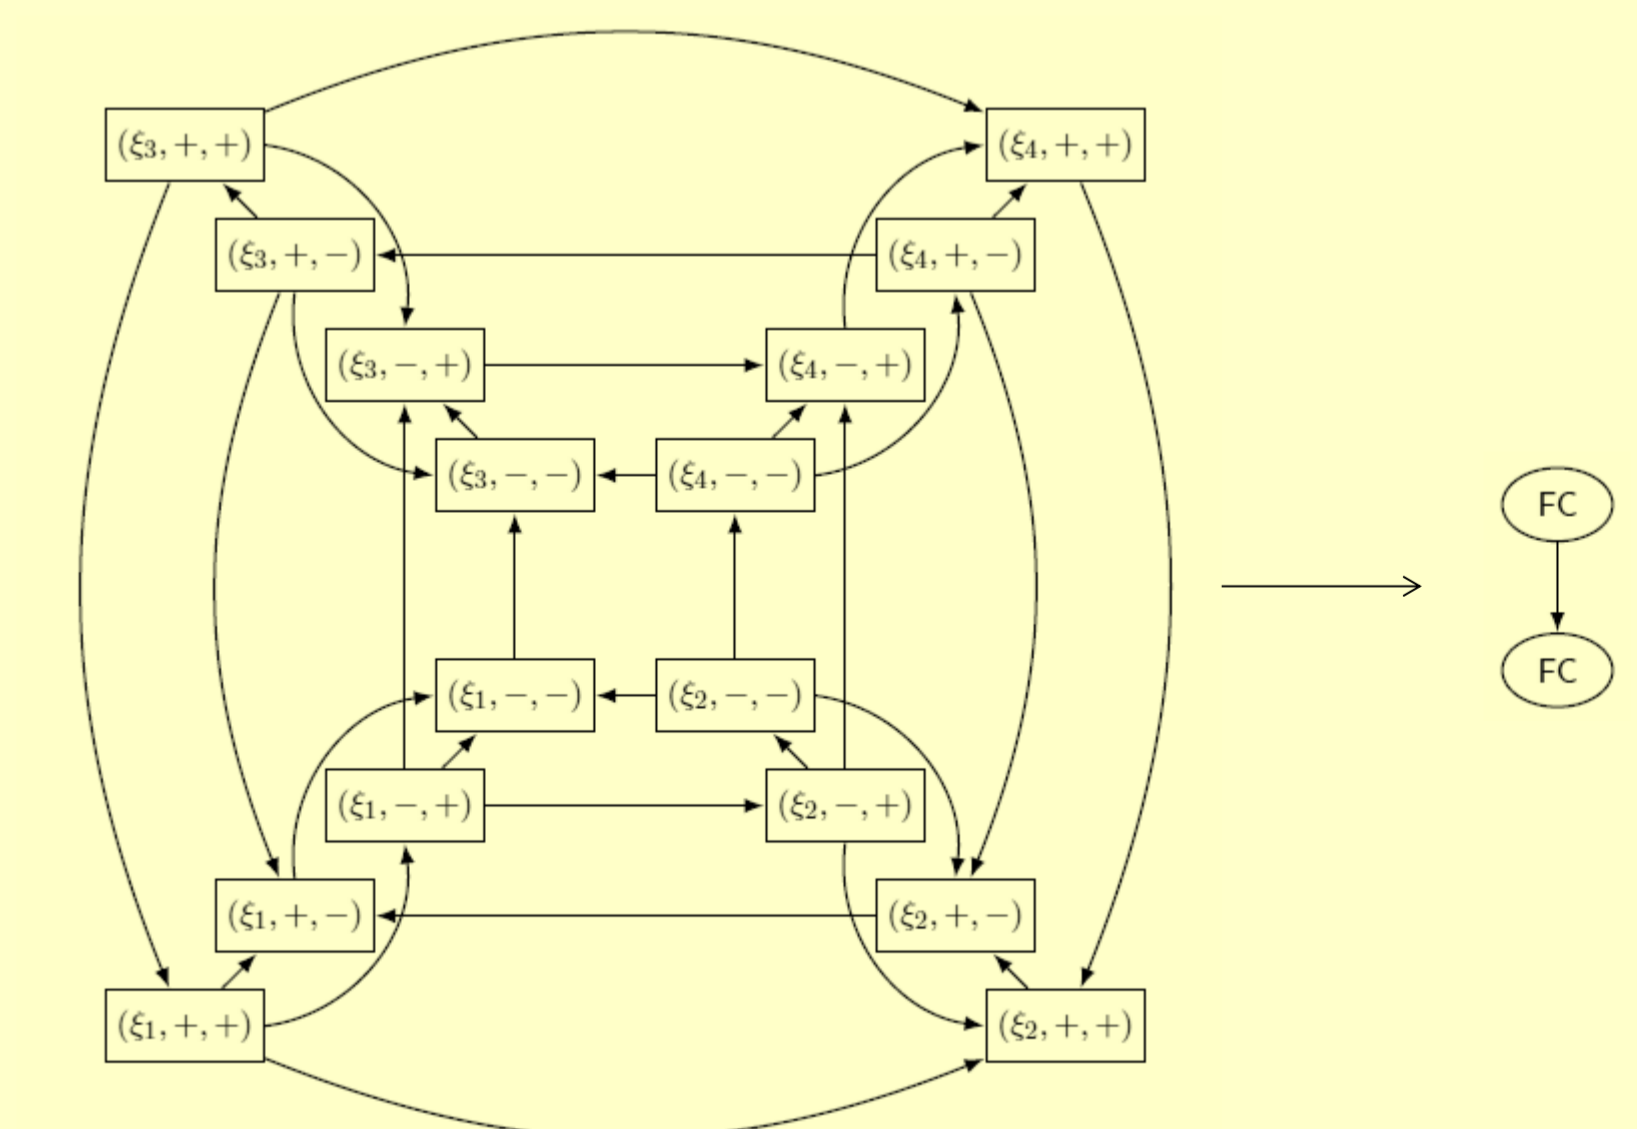 (ξ3, +, +) (ξ4, +, +)
(ξ3, +, −) (ξ4, +, −)
(ξ3, −, +) (ξ4, −, +)
(ξ3, −, −) (ξ4, −, −)
FC
FC
(ξ1, −, −) (ξ2, −, −)
(ξ1, −, +) (ξ2, −, +)
(ξ1, +, −) (ξ2, +, −)
(ξ1, +, +) (ξ2, +, +)